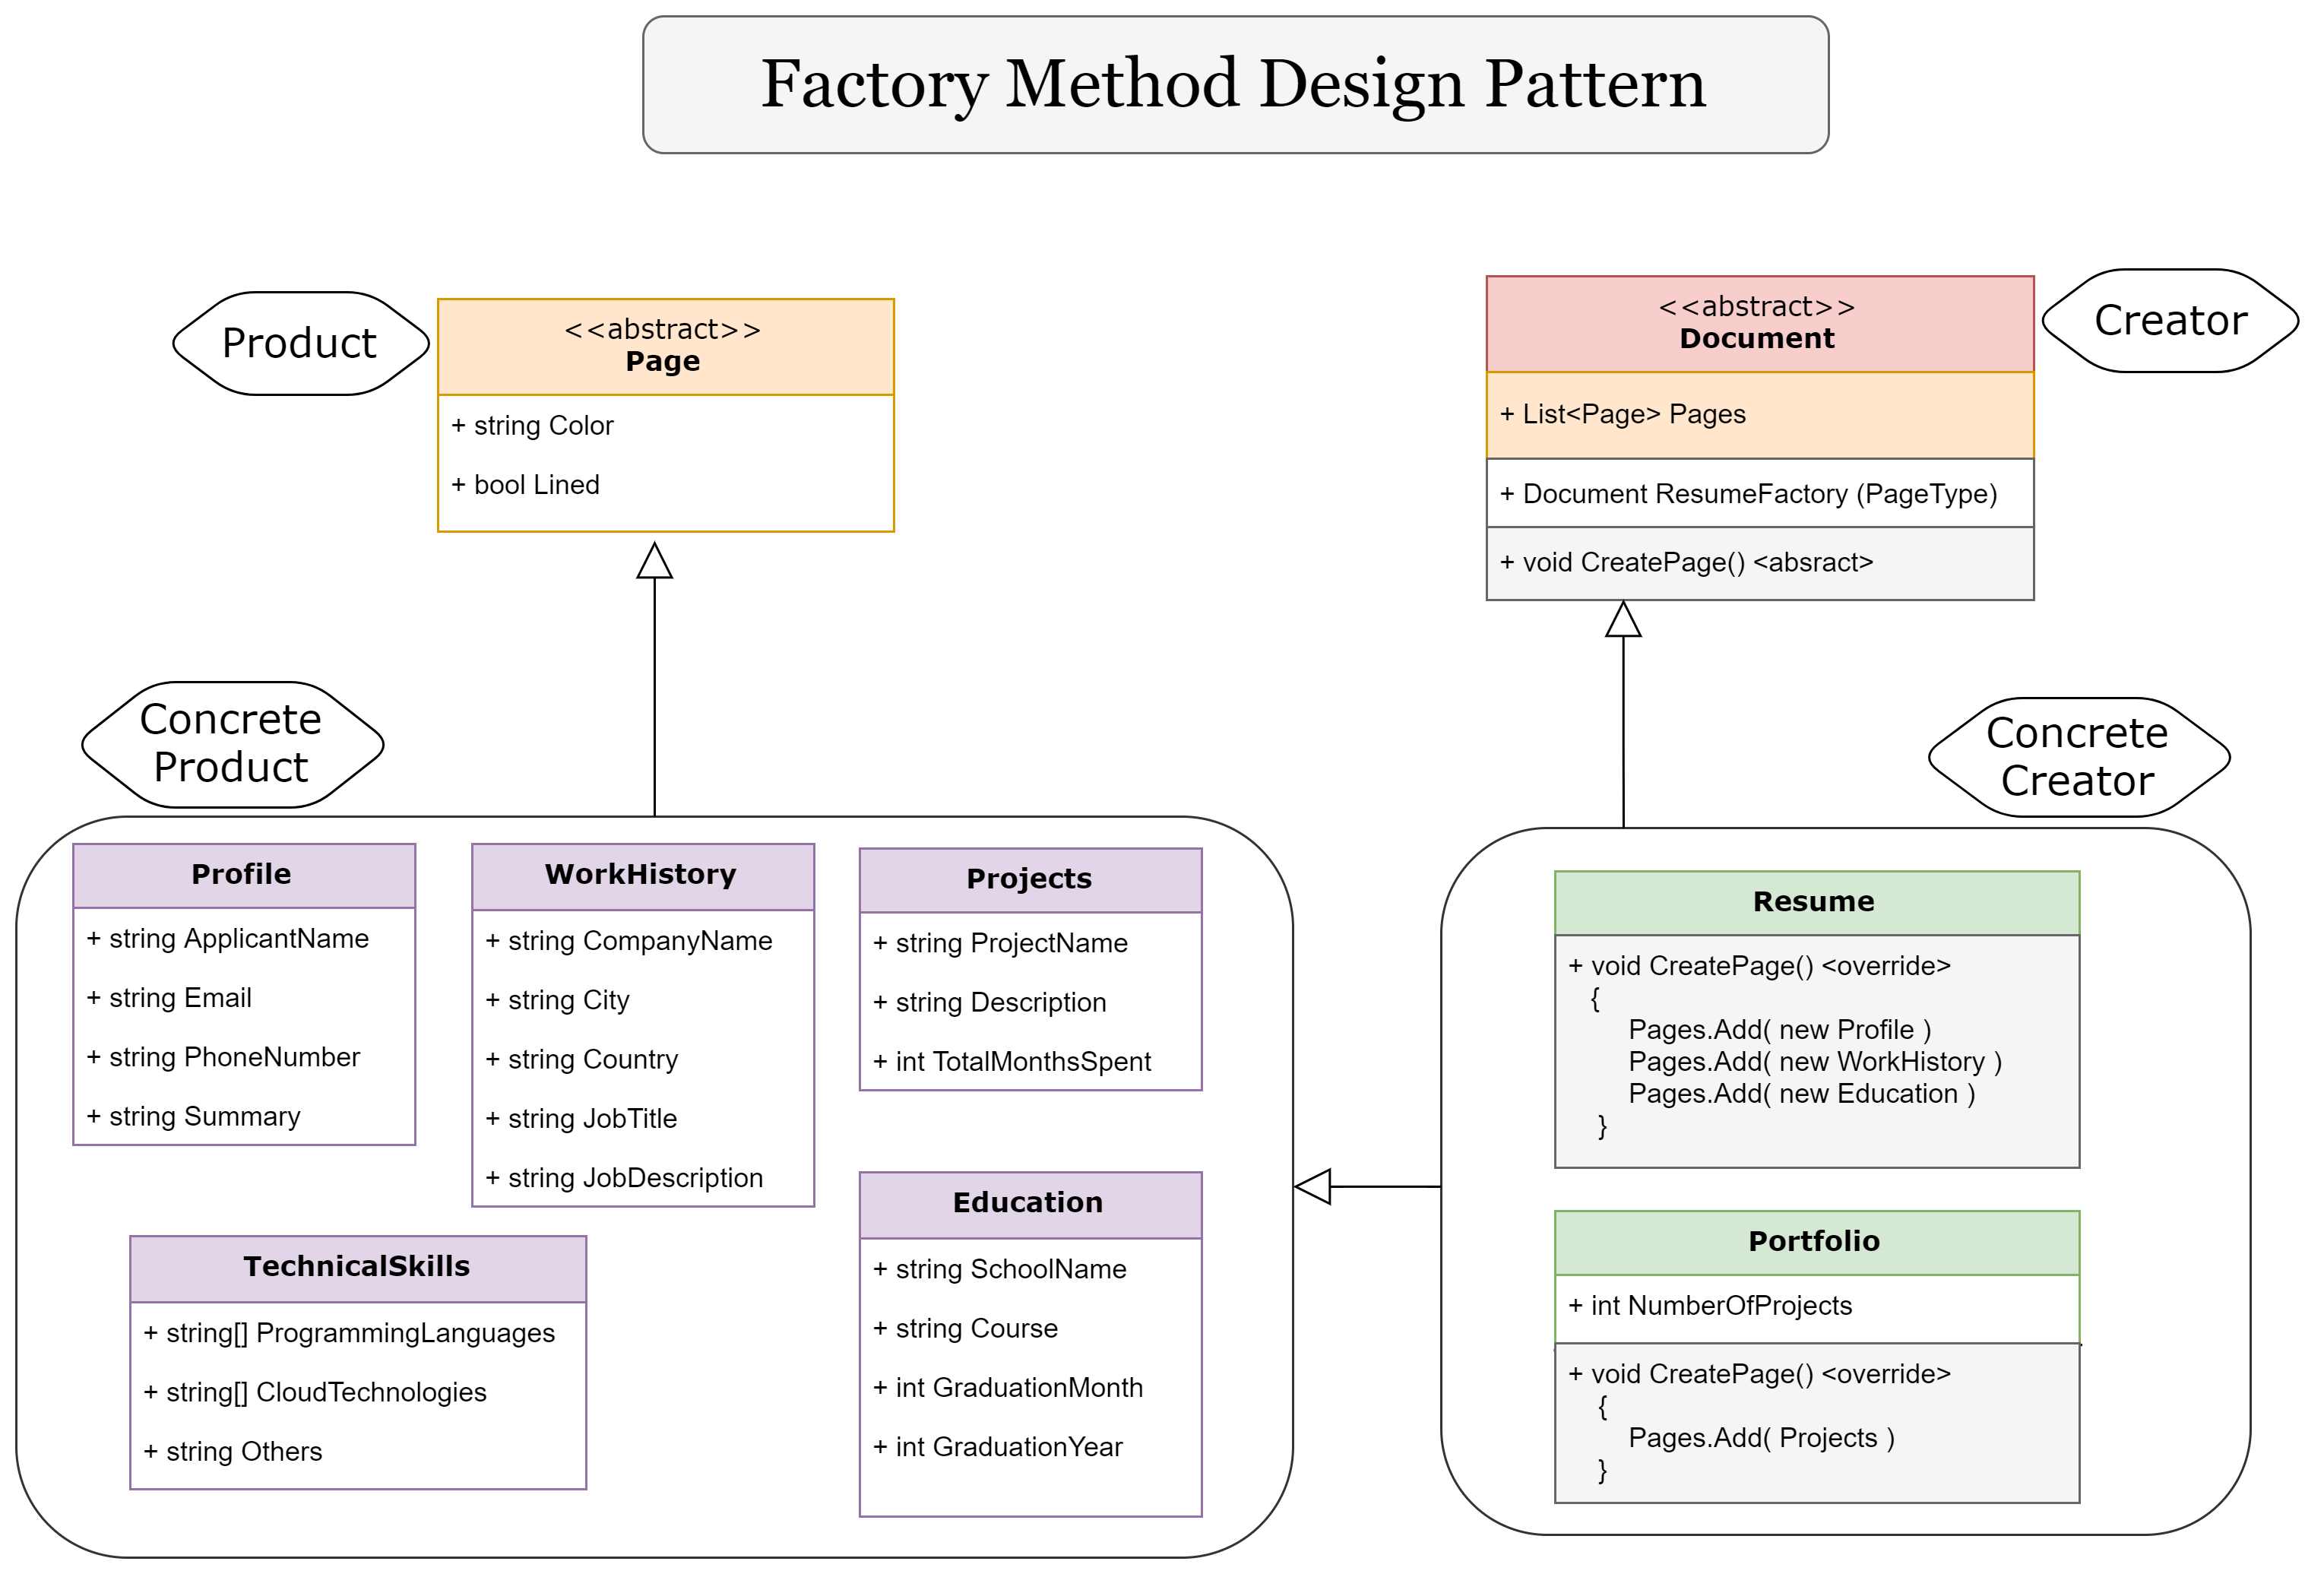 Factory Method Design Pattern
Product
<<abstract>>
Page
+ string Color
+ bool Lined
<<abstract>>
Document
+ List<Page> Pages
+ Document ResumeFactory (PageType)
+ void CreatePage() <absract>
Creator
Concrete
Product
Profile
+ string ApplicantName
+ string Email
+ string PhoneNumber
+ string Summary
WorkHistory
+ string CompanyName
+ string City
+ string Country
+ string JobTitle
+ string JobDescription
Projects
+ string ProjectName
+ string Description
+ int TotalMonthsSpent
TechnicalSkills
+ string[] ProgrammingLanguages
+ string[] CloudTechnologies
+ string Others
Education
+ string SchoolName
+ string Course
+ int GraduationMonth
+ int GraduationYear
Concrete
Creator
Resume
+ void CreatePage() <override>
{
Pages.Add( new Profile )
Pages.Add( new WorkHistory )
Pages.Add( new Education )
}
Portfolio
+ int NumberOfProjects
+ void CreatePage() <override>
{
Pages.Add( Projects )
}